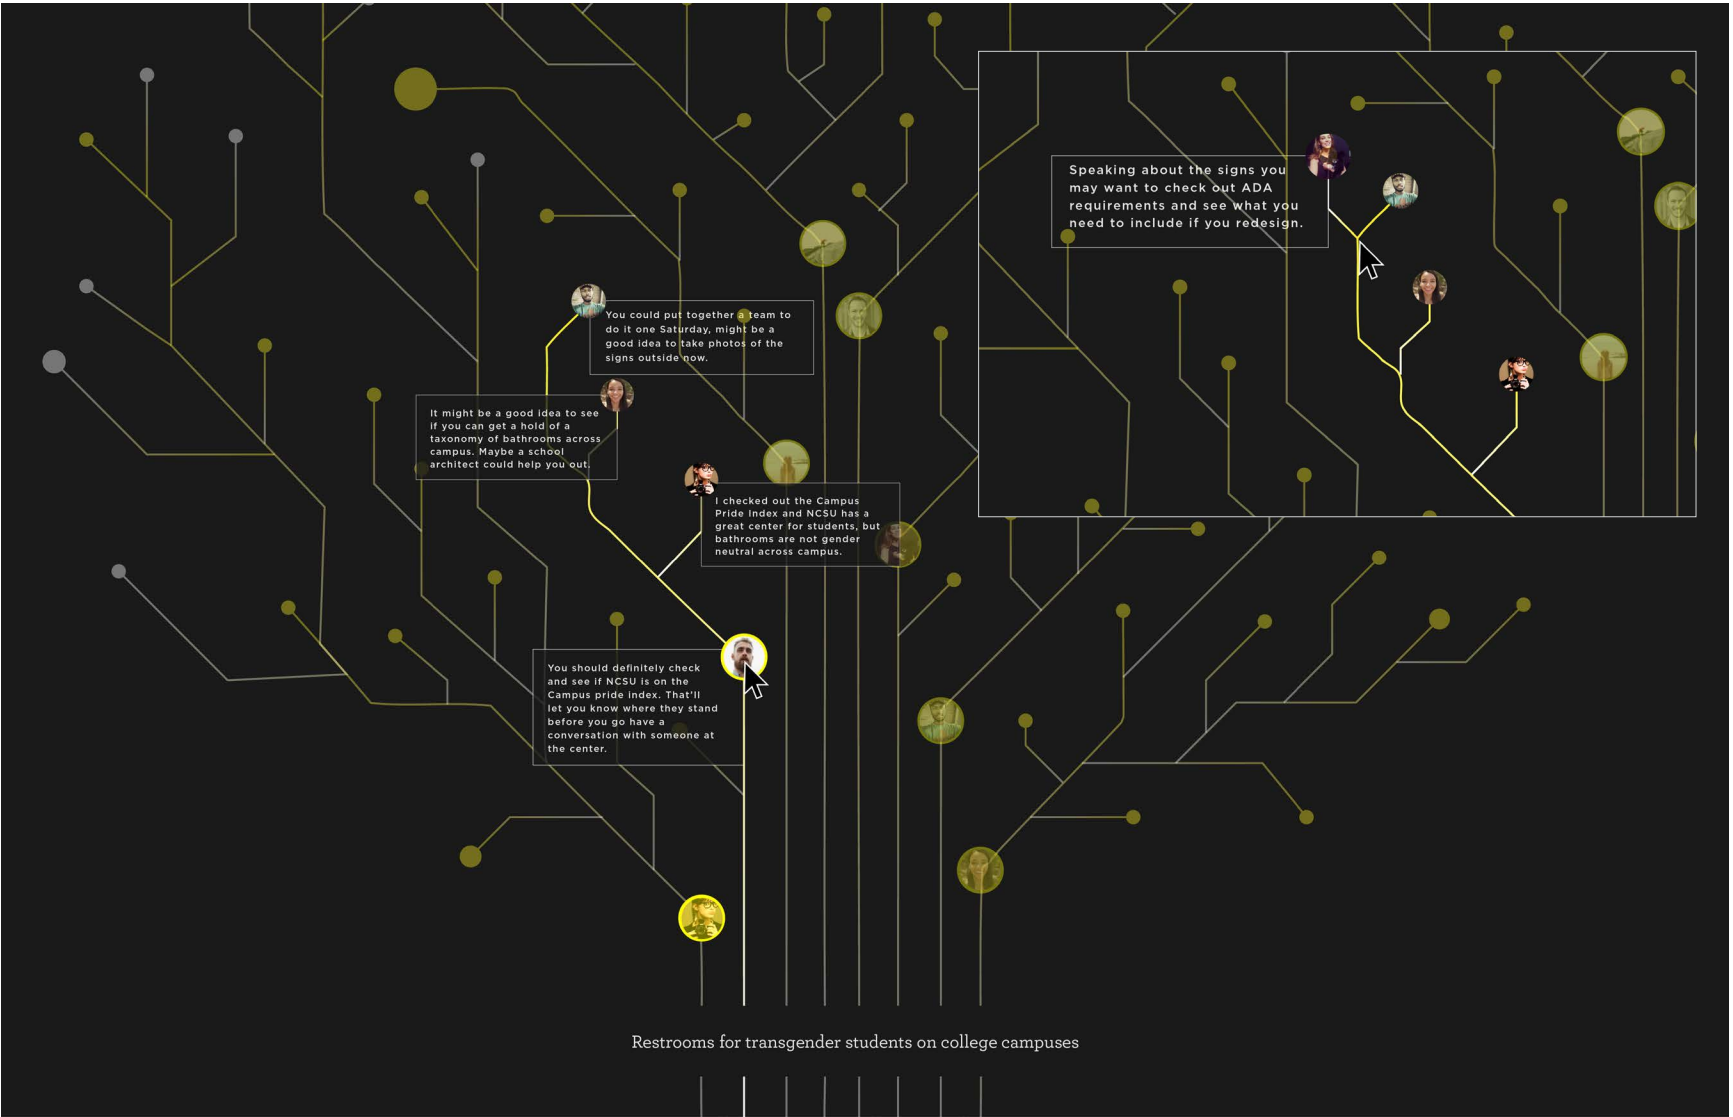 Speaking about the signs you
may want to check out ADA
requirements and see what you
need to include if you redesign.
You could put together a team to
do it one Saturday, might be a
good idea to take photos of the
signs outside now.
It might be a good idea to see
if you can get a hold of a
taxonomy of bathrooms across
campus. Maybe a school
architect could help you out.
I checked out the Campus
Pride Index and NCSU has a
great center for students, but
bathrooms are not gender
neutral across campus.
You should definitely check
and see if NCSU is on the
Campus pride index. That'll
let you know where they stand
before you go have a
conversation with someone at
the center.
Restrooms for transgender students on college campuses